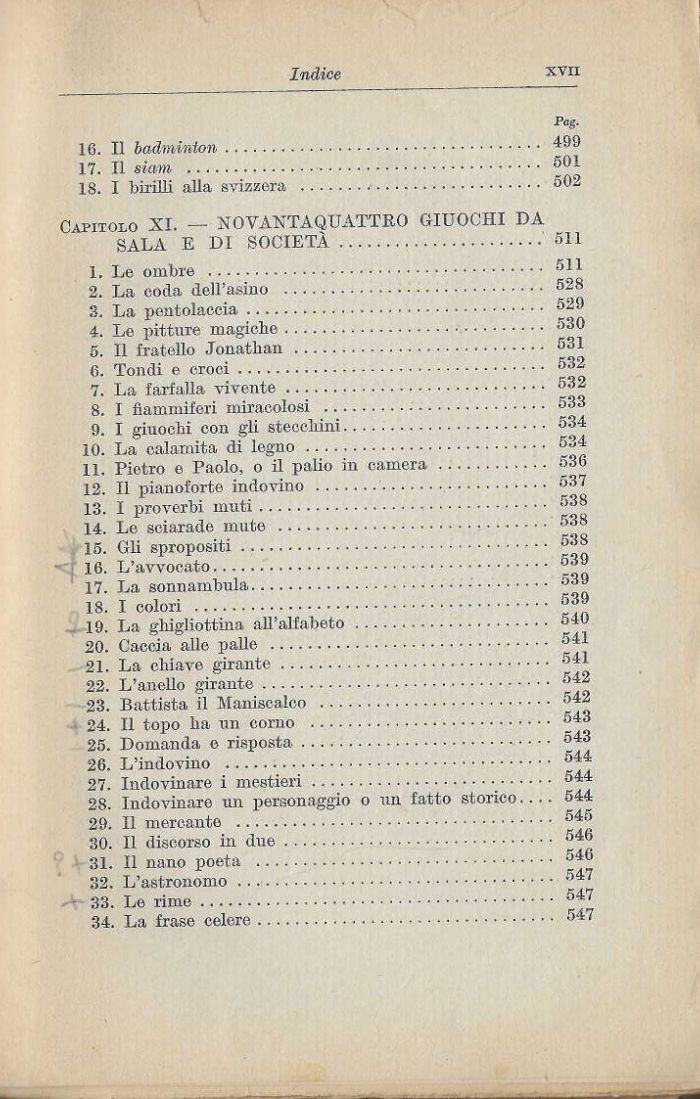 Indice XVII
Pag.
16. Il badminton .................................. 499
17. Il siam ...................................... 501
18. I birilli alla svizzera .......................... 502
CAPITOLO XI. — NOVANTAQUATTRO GIUOCHI DA
SALA E DI SOCIETÀ ...................... 511
1. Le ombre .................................... 511
2. La coda dell'asino ............................ 528
3. La pentolaccia ................................ 529
4. Le pitture magiche ............................ 530
5. Il fratello Jonathan ........................... 531
6. Tondi e croci ................................. 532
7. La farfalla vivente ............................ 532
8. I fiammiferi miracolosi ........................ 533
9. I giuochi con gli stecchini...................... 534
10. La calamita di legno .......................... 534
11. Pietro e Paolo, o il palio in camera ............ 536
12. Il pianoforte indovino ......................... 537
13. I proverbi muti ............................... 538
14. Le sciarade mute ............................. 538
15. Gli spropositi ................................. 538
16. L'avvocato.................................... 539
17. La sonnambula................................ 539
18. I colori ...................................... 539
19. La ghigliottina all'alfabeto ..................... 540
20. Caccia alle palle .............................. 541
21. La chiave girante ............................. 541
22. L'anello girante ............................... 542
23. Battista il Maniscalco ......................... 542
24. Il topo ha un corno ........................... 543
25. Domanda e risposta ........................... 543
26. L'indovino ................................... 544
27. Indovinare i mestieri .......................... 544
28. Indovinare un personaggio o un fatto storico.... 544
29. Il mercante .................................. 545
30. Il discorso in due ............................. 546
? + 31. Il nano poeta ................................ 546
32. L'astronomo .................................. 547
33. Le rime ...................................... 547
34. La frase celere ................................ 547